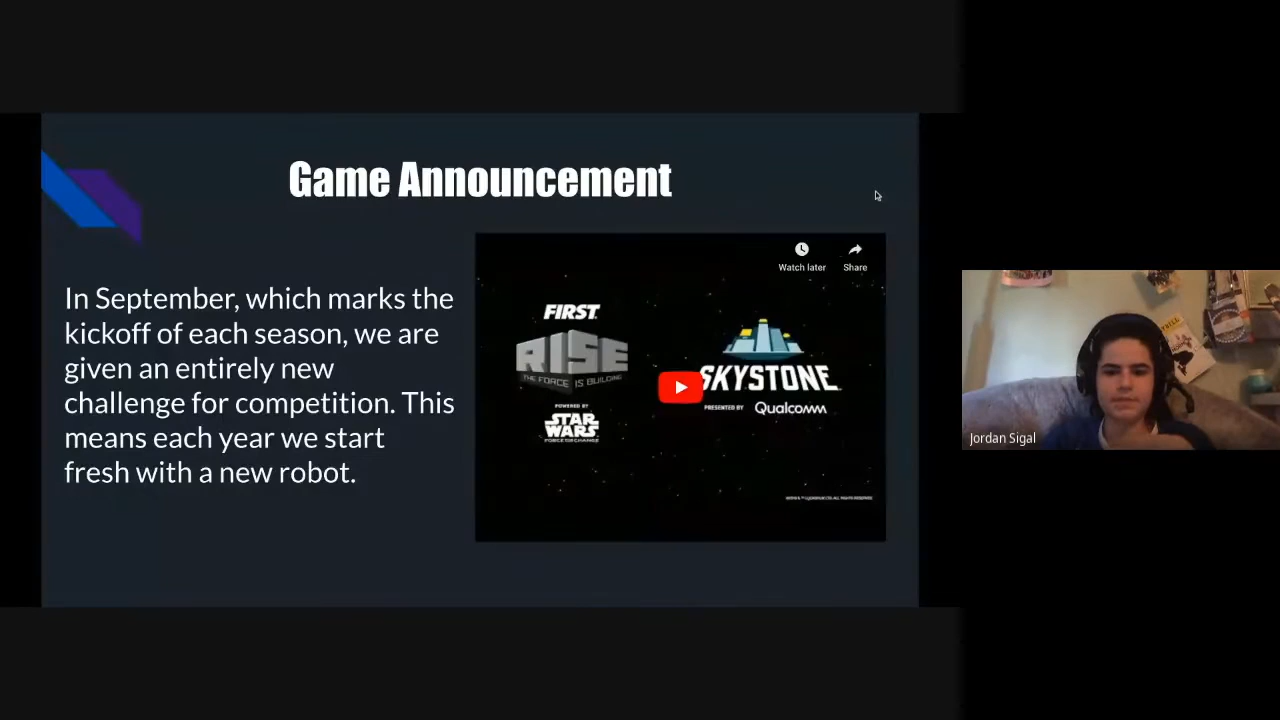 Game Announcement
In September, which marks the
kickoff of each season, we are
given an entirely new
challenge for competition. This
means each year we start
fresh with a new robot.
Watch later
Share
FIRST
RISE
THE FORCE IS BUILDING
POWERED BY
STAR
WARS
FORCE FOR CHANGE
SKYSTONE
PRESENTED BY Qualcomm
Jordan Sigal